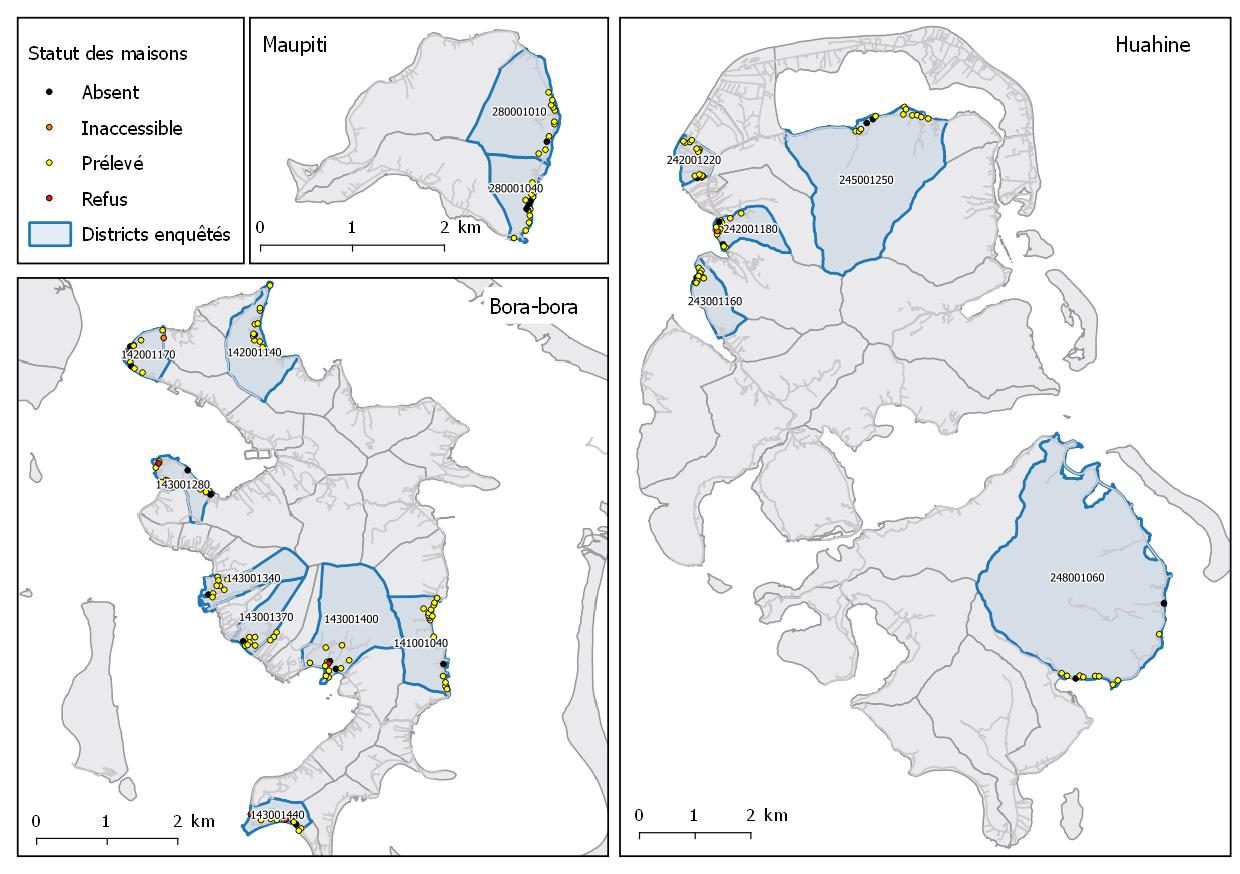 Statut des maisons
Absent
Inaccessible
Prélevé
Refus
Districts enquêtés
Maupiti
280001010
280001040
0 1 2 km
Bora-bora
142001170
142001140
143001280
143001340
143001370
143001400
141001040
143001440
0 1 2 km
Huahine
242001220
245001250
242001180
243001160
248001060
0 1 2 km